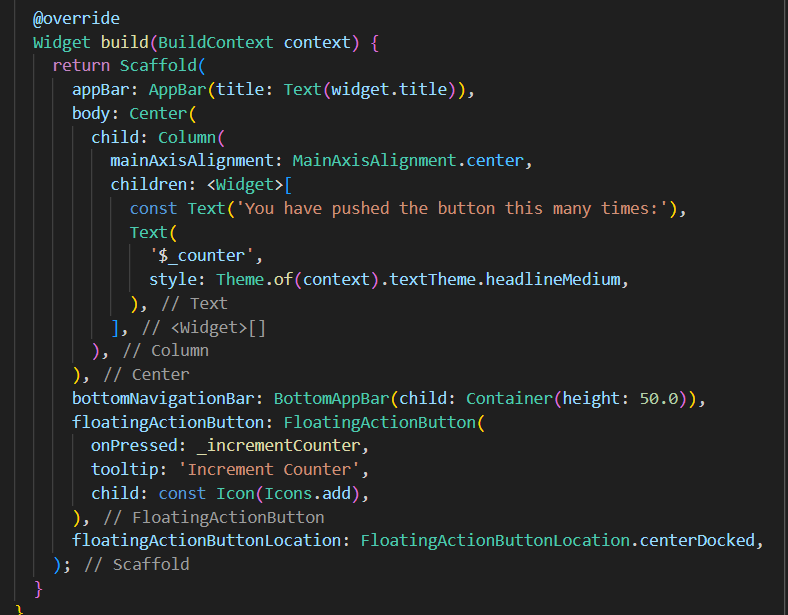 @override
Widget build(BuildContext context) {
return Scaffold(
appBar: AppBar(title: Text(widget.title)),
body: Center(
child: Column(
mainAxisAlignment: MainAxisAlignment.center,
children: <Widget>[
const Text('You have pushed the button this many times:'),
Text(
'$_counter',
style: Theme.of(context).textTheme.headlineMedium,
), // Text
], // <Widget>[]
), // Column
), // Center
bottomNavigationBar: BottomAppBar(child: Container(height: 50.0)),
floatingActionButton: FloatingActionButton(
onPressed: _incrementCounter,
tooltip: 'Increment Counter',
child: const Icon(Icons.add),
), // FloatingActionButton
floatingActionButtonLocation: FloatingActionButtonLocation.centerDocked,
); // Scaffold
}
}